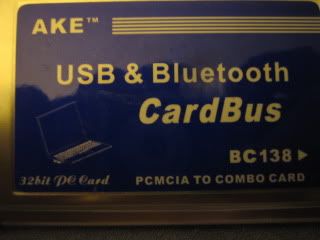 AKE™
USB & Bluetooth
CardBus
BC138
32bit PC Card
PCMCIA TO COMBO CARD